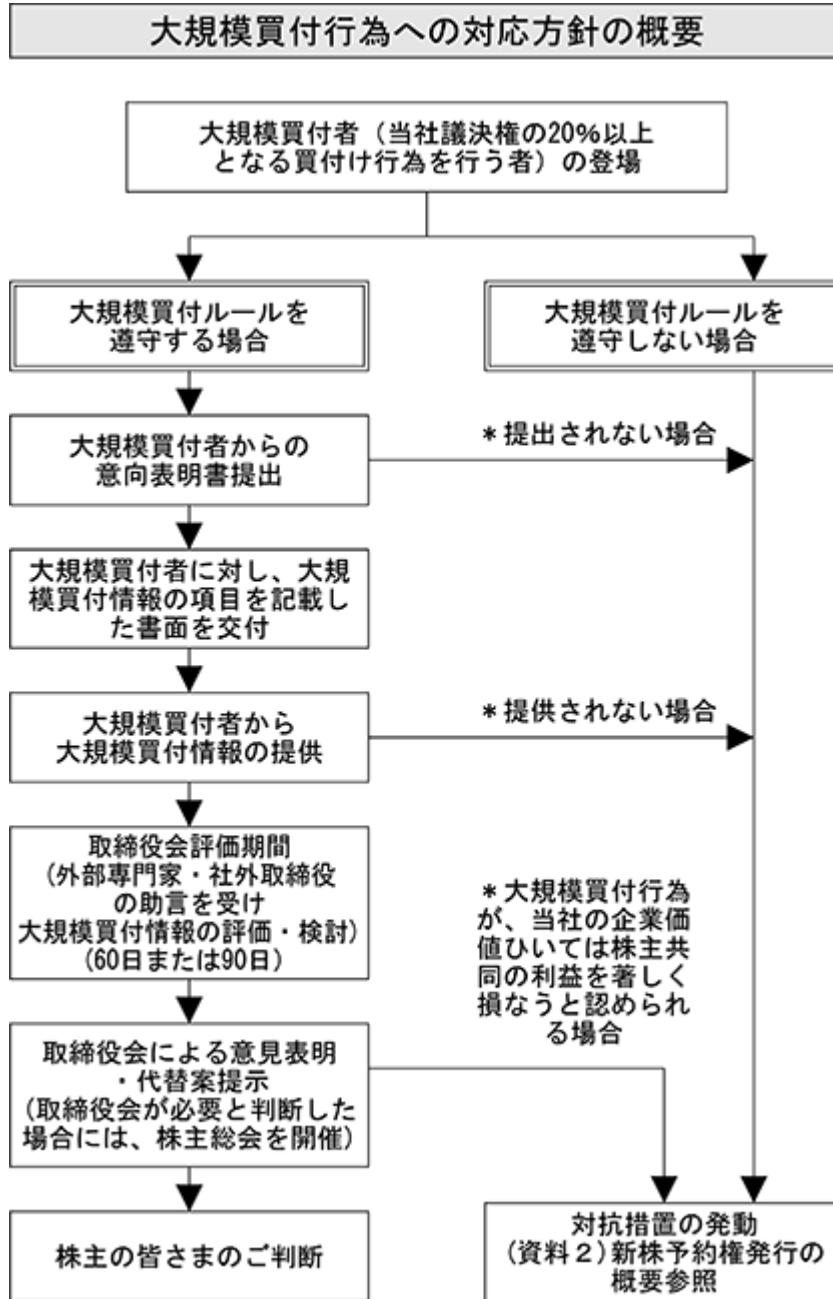 大規模買付行為への対応方針の概要
大規模買付者（当社議決権の20%以上
となる買付け行為を行う者）の登場
大規模買付ルールを
遵守する場合
大規模買付ルールを
遵守しない場合
大規模買付者からの
意向表明書提出
＊提出されない場合
大規模買付者に対し、大規
模買付情報の項目を記載し
た書面を交付
大規模買付者から
大規模買付情報の提供
＊提供されない場合
取締役会評価期間
(外部専門家・社外取締役
の助言を受け
大規模買付情報の評価・検討)
(60日または90日)
＊大規模買付行為
が、当社の企業価
値ひいては株主共
同の利益を著しく
損なうと認められ
る場合
取締役会による意見表明
・代替案提示
(取締役会が必要と判断した
場合には、株主総会を開催)
株主の皆さまのご判断
対抗措置の発動
(資料２)新株予約権発行の
概要参照